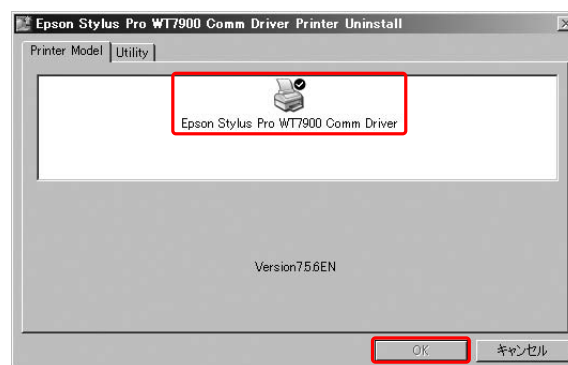 Epson Stylus Pro WT7900 Comm Driver Printer Uninstall
Printer Model Utility
Epson Stylus Pro WT7900 Comm Driver
Version7.5.6EN
OK キャンセル